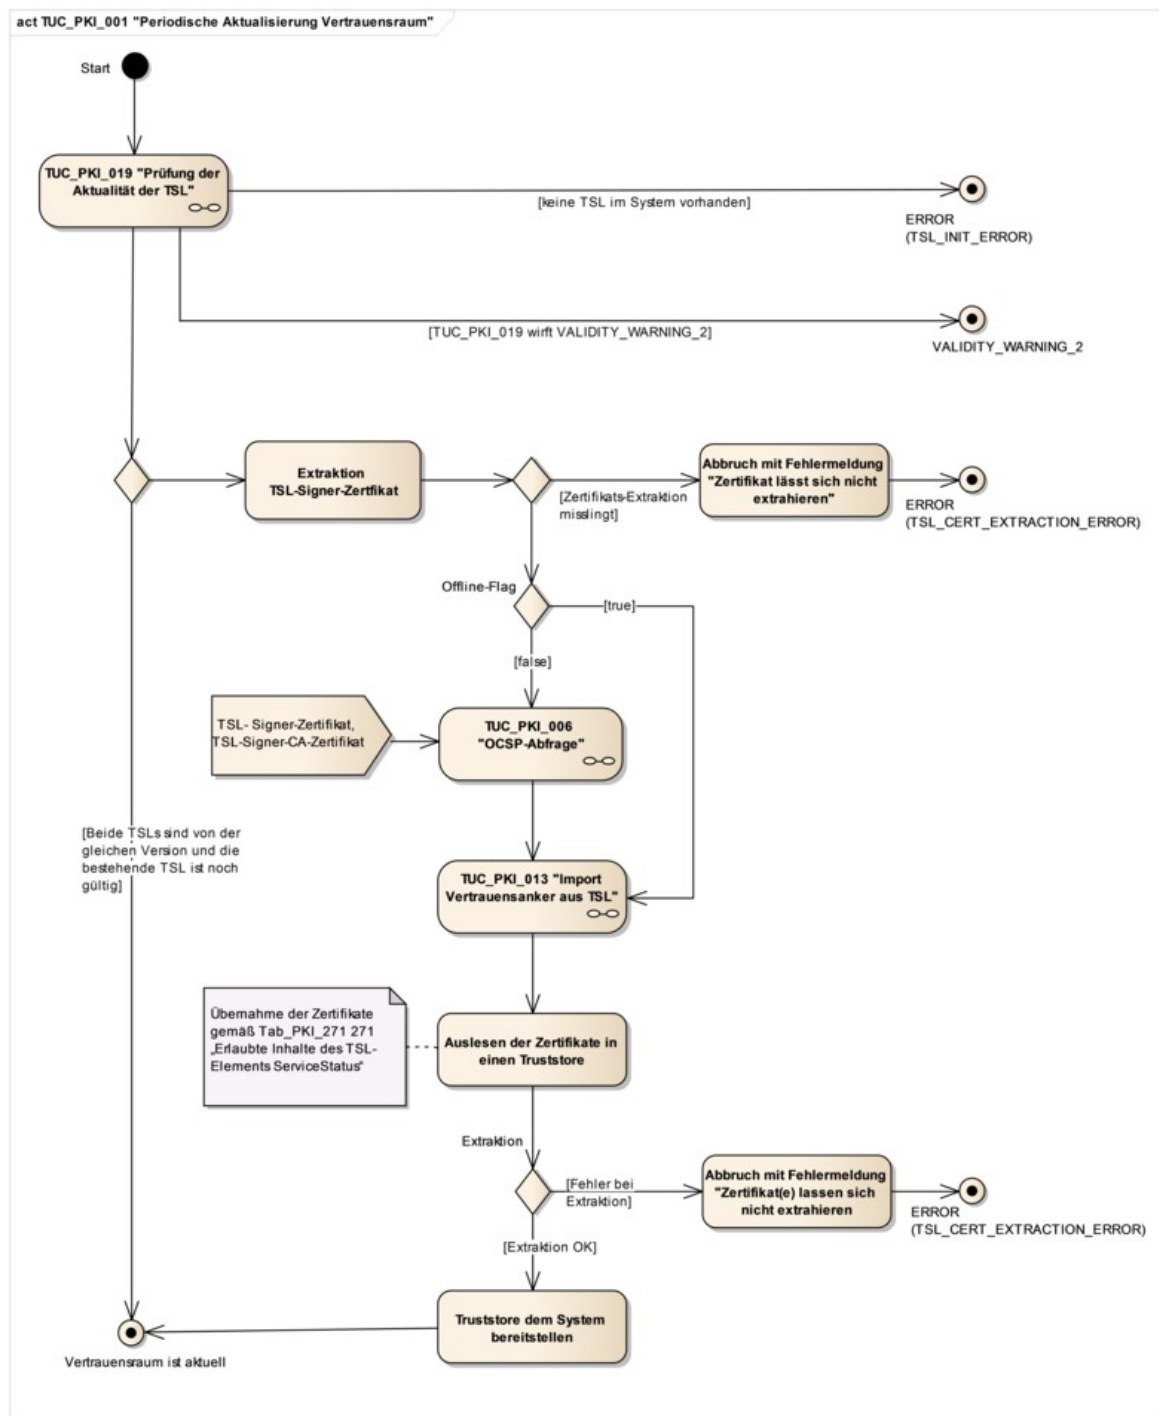 act TUC_PKI_001 "Periodische Aktualisierung Vertrauensraum"
Start
TUC_PKI_019 "Prüfung der
Aktualität der TSL"
[keine TSL im System vorhanden]
ERROR
(TSL_INIT_ERROR)
[TUC_PKI_019 wirft VALIDITY_WARNING_2]
VALIDITY_WARNING_2
Extraktion
TSL-Signer-Zertfikat
[Zertifikats-Extraktion
misslingt]
Abbruch mit Fehlermeldung
"Zertifikat lässt sich nicht
extrahieren"
ERROR
(TSL_CERT_EXTRACTION_ERROR)
Offline-Flag
[true]
[false]
TSL- Signer-Zertifikat,
TSL-Signer-CA-Zertifikat
TUC_PKI_006
"OCSP-Abfrage"
[Beide TSLs sind von der
gleichen Version und die
bestehende TSL ist noch
gültig]
TUC_PKI_013 "Import
Vertrauensanker aus TSL"
Übernahme der Zertifikate
gemäß Tab_PKI_271 271
„Erlaubte Inhalte des TSL-
Elements ServiceStatus“
Auslesen der Zertifikate in
einen Truststore
Extraktion
[Fehler bei
Extraktion]
Abbruch mit Fehlermeldung
"Zertifikat(e) lassen sich
nicht extrahieren
ERROR
(TSL_CERT_EXTRACTION_ERROR)
[Extraktion OK]
Truststore dem System
bereitstellen
Vertrauensraum ist aktuell